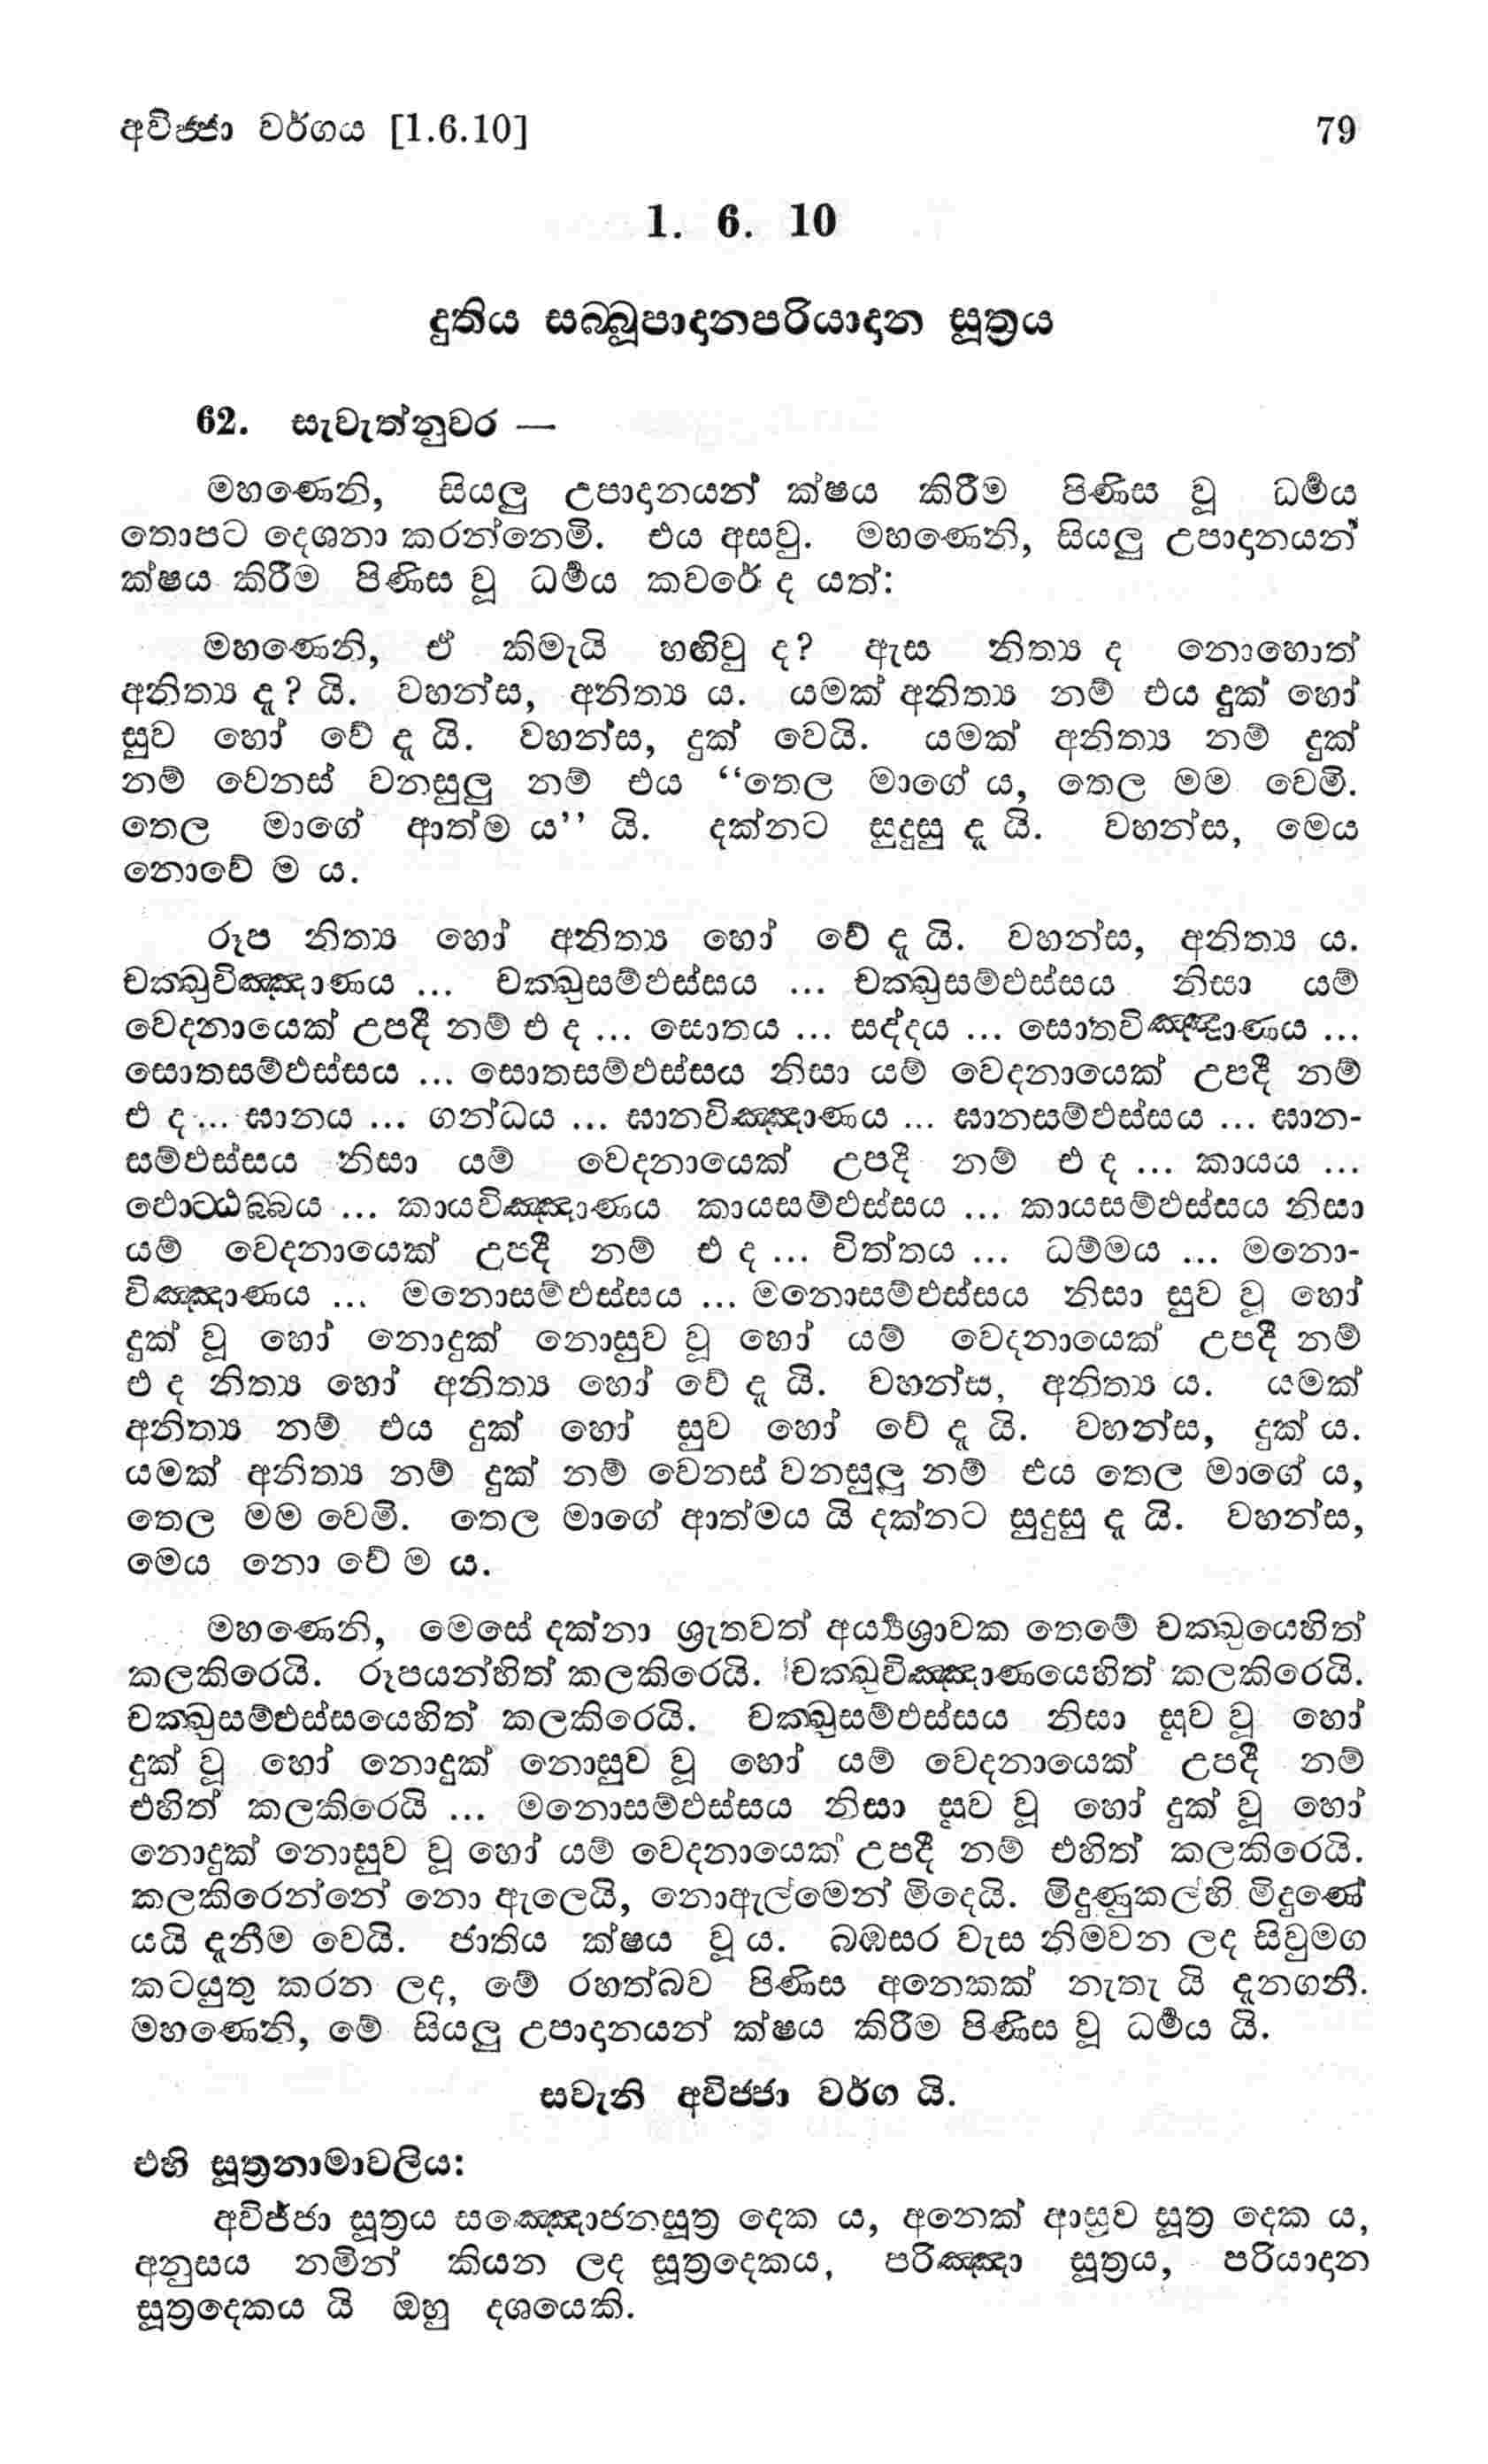 අවිජ්ජා වර්ගය [1.6.10] 79
1. 6. 10
දුතිය සබ්බූපාදානපරියාදාන සූත්‍රය
62. සැවැත්නුවර —
මහණෙනි, සියලු උපාදානයන් ක්ෂය කිරීම පිණිස වූ ධර්‍මය
තොපට දෙශනා කරන්නෙමි. එය අසවු. මහණෙනි, සියලු උපාදානයන්
ක්ෂය කිරීම පිණිස වූ ධර්‍මය කවරේ ද යත්:
මහණෙනි, ඒ කිමැයි හඟිවු ද? ඇස නිත්‍ය ද නොහොත්
අනිත්‍ය දැ? යි. වහන්ස, අනිත්‍ය ය. යමක් අනිත්‍ය නම් එය දුක් හෝ
සුව හෝ වේ දැ යි. වහන්ස, දුක් වෙයි. යමක් අනිත්‍ය නම් දුක්
නම් වෙනස් වනසුලු නම් එය “තෙල මාගේ ය, තෙල මම වෙමි.
තෙල මාගේ ආත්ම ය” යි. දක්නට සුදුසු දැ යි. වහන්ස, මෙය
නොවේ ම ය.
රූප නිත්‍ය හෝ අනිත්‍ය හෝ වේ දැ යි. වහන්ස, අනිත්‍ය ය.
චක්ඛුවිඤ්ඤාණය ... චක්ඛුසම්ඵස්සය ... චක්ඛුසම්ඵස්සය නිසා යම්
වෙදනායෙක් උපදී නම් එ ද ... සොතය ... සද්දය ... සොතවිඤ්ඤාණය ...
සොතසම්ඵස්සය ... සොතසම්ඵස්සය නිසා යම් වෙදනායෙක් උපදී නම්
එ ද ... ඝානය ... ගන්ධය ... ඝානවිඤ්ඤාණය ... ඝානසම්ඵස්සය ... ඝාන-
සම්ඵස්සය නිසා යම් වෙදනායෙක් උපදී නම් එ ද ... කායය ...
ඵොට්ඨබ්බය ... කායවිඤ්ඤාණය කායසම්ඵස්සය ... කායසම්ඵස්සය නිසා
යම් වෙදනායෙක් උපදී නම් එ ද ... චිත්තය ... ධම්මය ... මනො-
විඤ්ඤාණය ... මනොසම්ඵස්සය ... මනොසම්ඵස්සය නිසා සුව වූ හෝ
දුක් වූ හෝ නොදුක් නොසුව වූ හෝ යම් වෙදනායෙක් උපදී නම්
එ ද නිත්‍ය හෝ අනිත්‍ය හෝ වේ දැ යි. වහන්ස, අනිත්‍ය ය. යමක්
අනිත්‍ය නම් එය දුක් හෝ සුව හෝ වේ දැ යි. වහන්ස, දුක් ය.
යමක් අනිත්‍ය නම් දුක් නම් වෙනස් වනසුලු නම් එය තෙල මාගේ ය,
තෙල මම වෙමි. තෙල මාගේ ආත්මය යි දක්නට සුදුසු දැ යි. වහන්ස,
මෙය නො වේ ම ය.
මහණෙනි, මෙසේ දක්නා ශ්‍රැතවත් අර්‍ය්‍යශ්‍රාවක තෙමේ චක්ඛුයෙහිත්
කලකිරෙයි. රූපයන්හිත් කලකිරෙයි. චක්ඛුවිඤ්ඤාණයෙහිත් කලකිරෙයි.
චක්ඛුසම්ඵස්සයෙහිත් කලකිරෙයි. චක්ඛුසම්ඵස්සය නිසා සුව වූ හෝ
දුක් වූ හෝ නොදුක් නොසුව වූ හෝ යම් වෙදනායෙක් උපදී නම්
එහිත් කලකිරෙයි ... මනොසම්ඵස්සය නිසා සුව වූ හෝ දුක් වූ හෝ
නොදුක් නොසුව වූ හෝ යම් වෙදනායෙක් උපදී නම් එහිත් කලකිරෙයි.
කලකිරෙන්නේ නො ඇලෙයි, නොඇල්මෙන් මිදෙයි. මිදුණුකල්හි මිදුණේ
යයි දැනීම වෙයි. ජාතිය ක්ෂය වූ ය. බඹසර වැස නිමවන ලද සිවුමග
කටයුතු කරන ලද, මේ රහත්බව පිණිස අනෙකක් නැතැ යි දැනගනී.
මහණෙනි, මේ සියලු උපාදානයන් ක්ෂය කිරීම පිණිස වූ ධර්‍මය යි.
සවැනි අවිජ්ජා වර්ග යි.
එහි සූත්‍රනාමාවලිය:
අවිජ්ජා සූත්‍රය සඤ්ඤොජනසූත්‍ර දෙක ය, අනෙක් ආසුව සූත්‍ර දෙක ය,
අනුසය නමින් කියන ලද සූත්‍රදෙකය, පරිඤ්ඤා සූත්‍රය, පරියාදාන
සූත්‍රදෙකය යි ඔහු දශයෙකි.